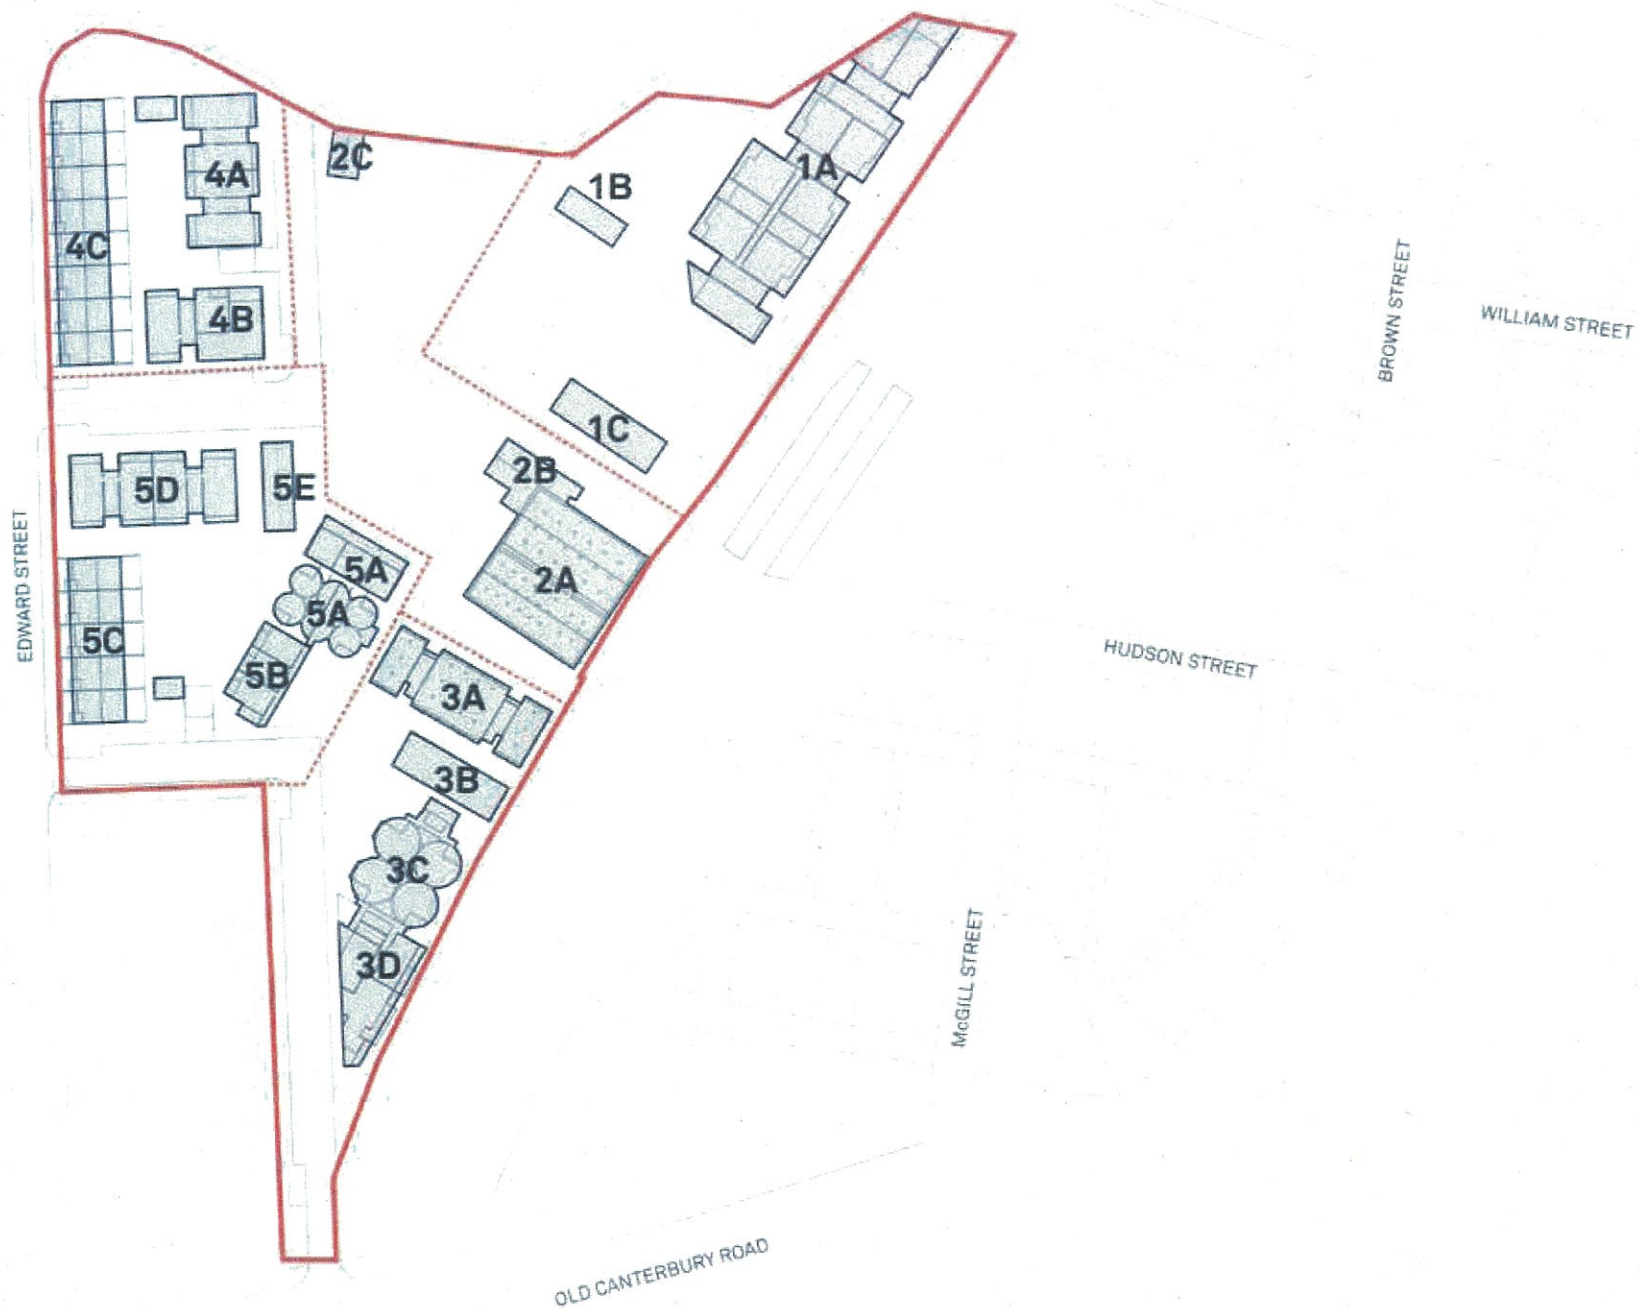 2C
4A
1A
1B
4C
4B
BROWN STREET
WILLIAM STREET
1C
2B
5D
5E
5A
2A
EDWARD STREET
5A
5C
5B
3A
HUDSON STREET
3B
3C
3D
McGILL STREET
OLD CANTERBURY ROAD